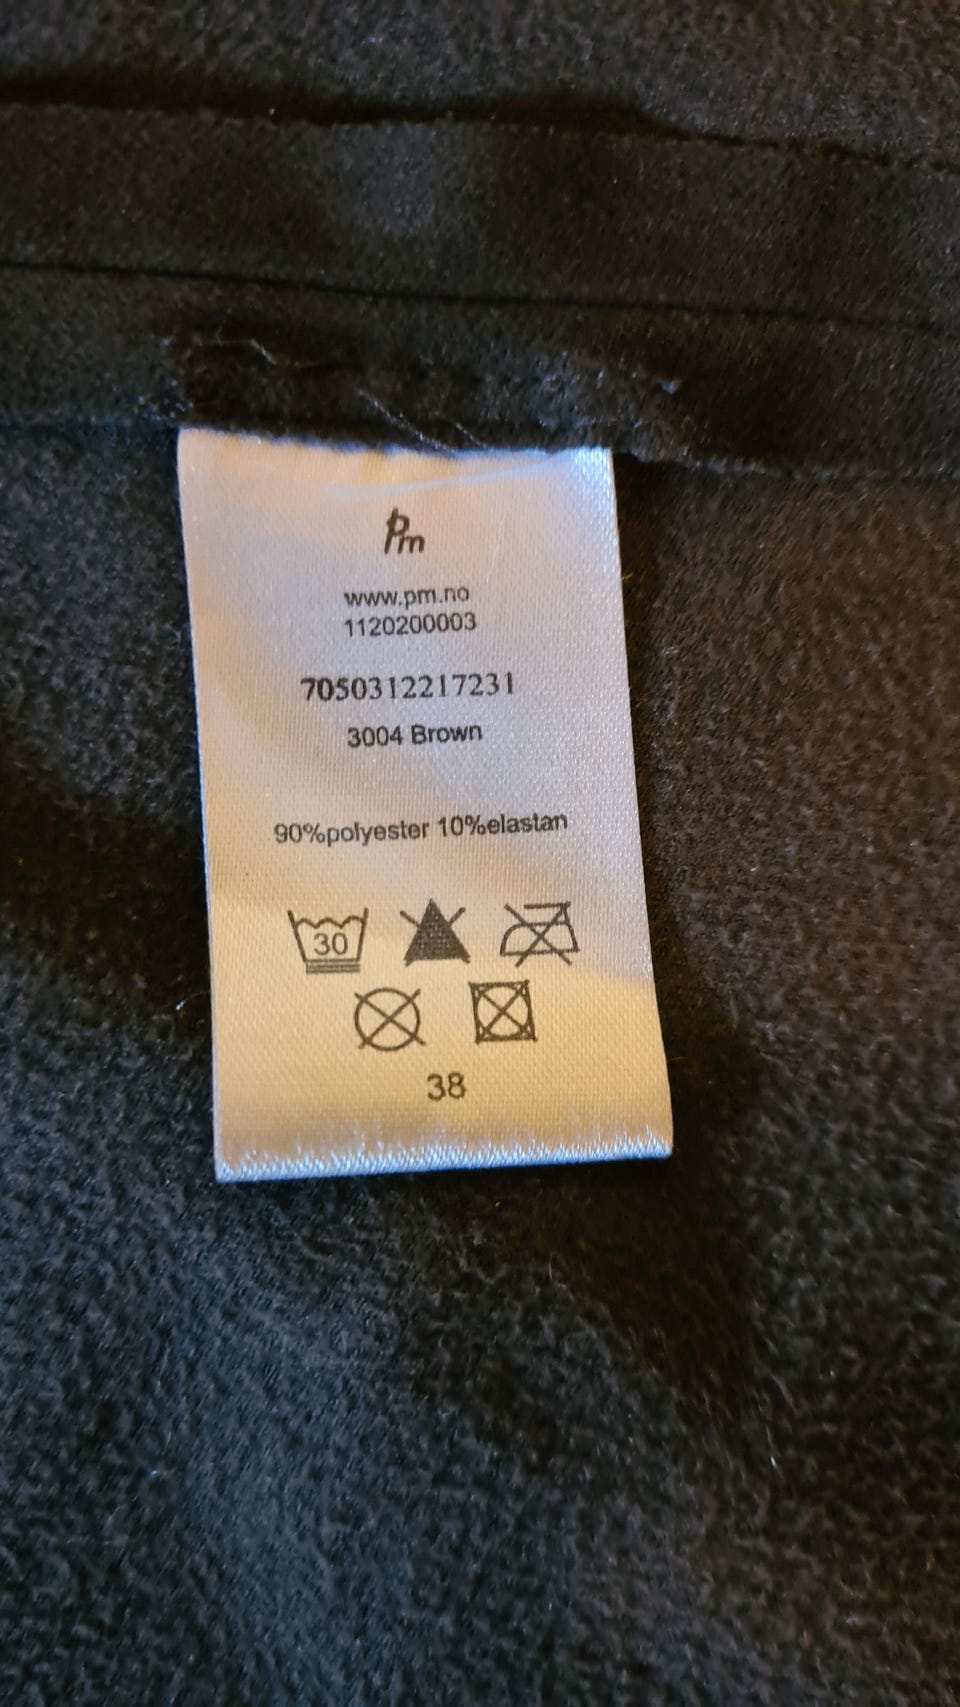 Pm
www.pm.no
1120200003
7050312217231
3004 Brown
90%polyester 10%elastan
30
38